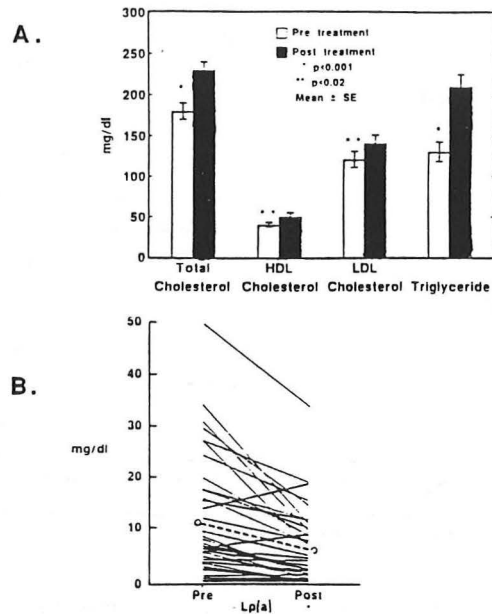 A.
Pre treatment
Post treatment
* p<0.001
** p<0.02
Mean ± SE
mg/dl
300
250
200
150
100
50
0
*
**
**
*
Total Cholesterol
HDL Cholesterol
LDL Cholesterol
Triglyceride
B.
mg/dl
50
40
30
20
10
0
Pre
Post
Lp(a)